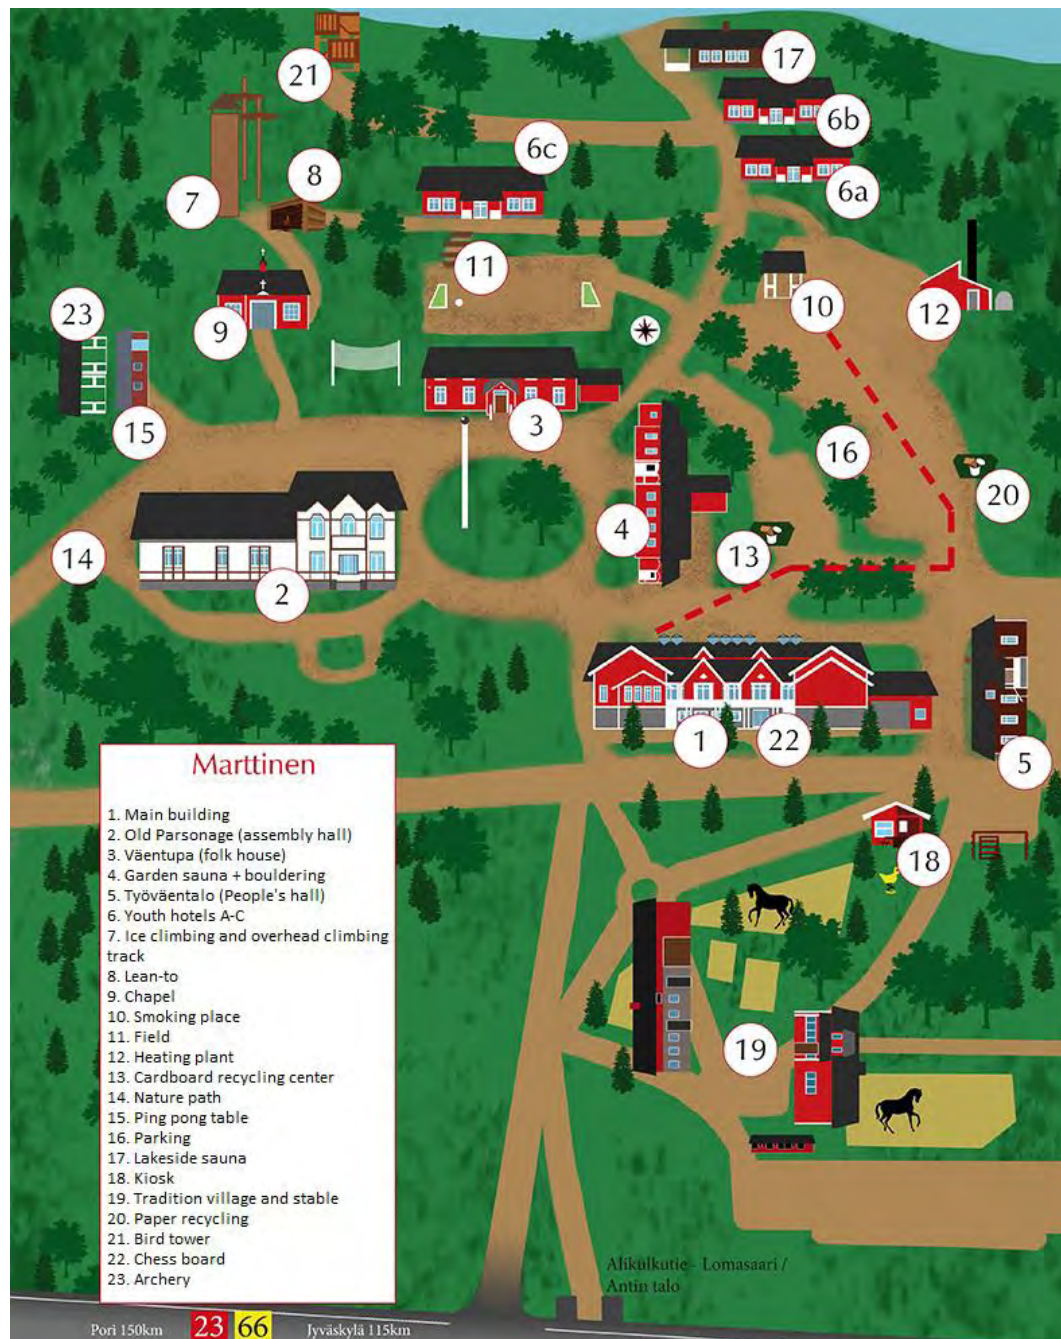 21
17
6b
6c
8
6a
7
11
23
9
10
12
15
3
16
20
4
13
14
2
1
22
5
18
19
Marttinen
1. Main building
2. Old Parsonage (assembly hall)
3. Väentupa (folk house)
4. Garden sauna + bouldering
5. Työväentalo (People's hall)
6. Youth hotels A-C
7. Ice climbing and overhead climbing
track
8. Lean-to
9. Chapel
10. Smoking place
11. Field
12. Heating plant
13. Cardboard recycling center
14. Nature path
15. Ping pong table
16. Parking
17. Lakeside sauna
18. Kiosk
19. Tradition village and stable
20. Paper recycling
21. Bird tower
22. Chess board
23. Archery
Alikulkutie - Lomasaari /
Antin talo
Pori 150km 23 66 Jyväskylä 115km